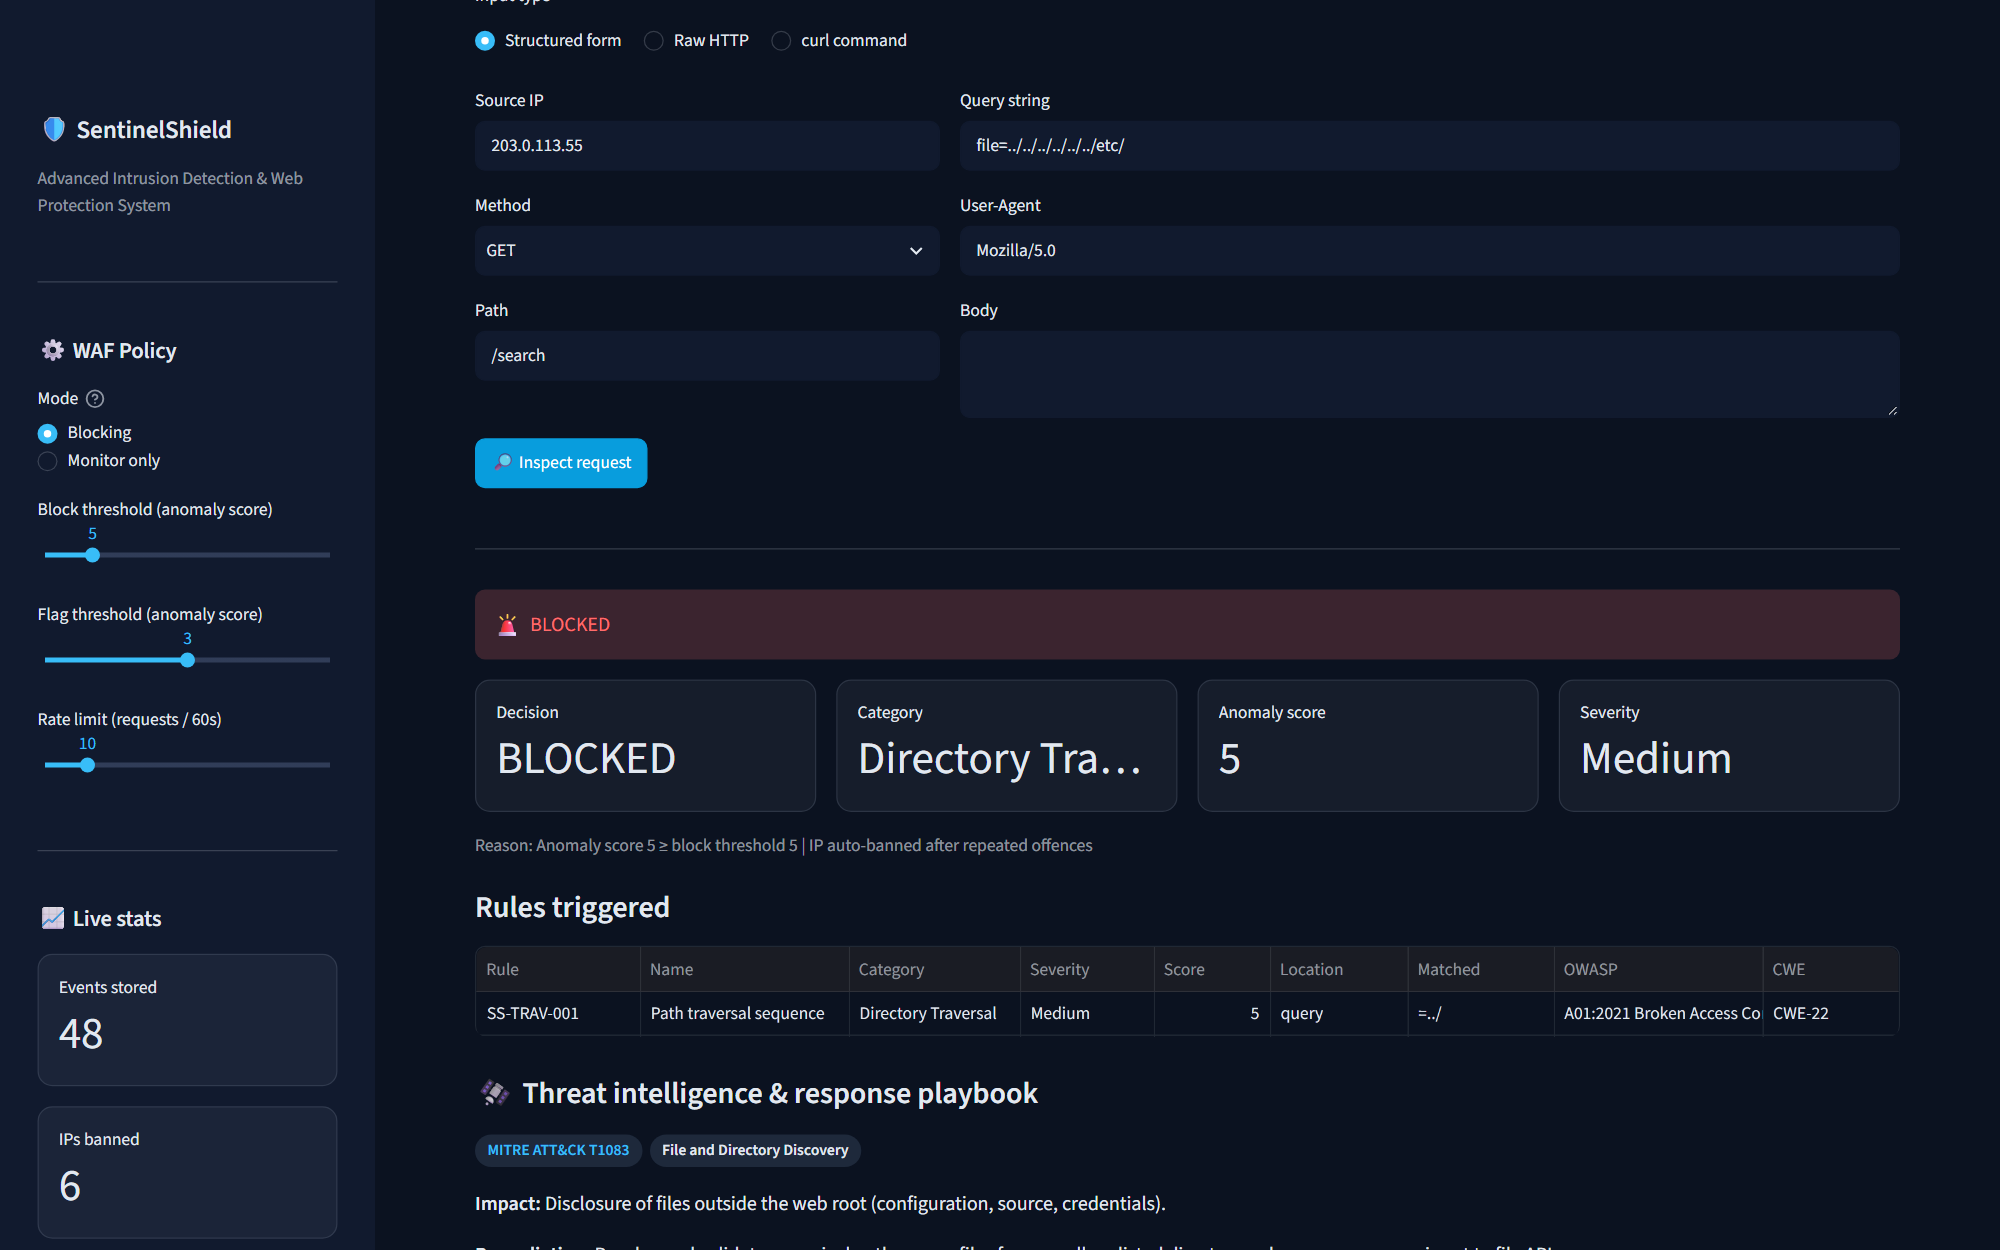 SentinelShield
Advanced Intrusion Detection & Web
Protection System
WAF Policy
Mode
Blocking
Monitor only
Block threshold (anomaly score)
5
Flag threshold (anomaly score)
3
Rate limit (requests / 60s)
10
Live stats
Events stored
48
IPs banned
6
Structured form Raw HTTP curl command
Source IP
203.0.113.55
Query string
file=../../../../../../etc/
Method
GET
User-Agent
Mozilla/5.0
Path
/search
Body
Inspect request
BLOCKED
Decision
BLOCKED
Category
Directory Tra...
Anomaly score
5
Severity
Medium
Reason: Anomaly score 5 ≥ block threshold 5 | IP auto-banned after repeated offences
Rules triggered
Rule Name Category Severity Score Location Matched OWASP CWE
SS-TRAV-001 Path traversal sequence Directory Traversal Medium 5 query =../ A01:2021 Broken Access Co CWE-22
Threat intelligence & response playbook
MITRE ATT&CK T1083 File and Directory Discovery
Impact: Disclosure of files outside the web root (configuration, source, credentials).